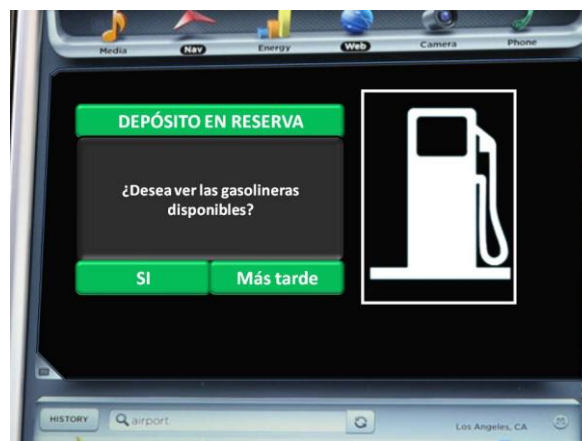 Media
Nav
Energy
Web
Camera
Phone
DEPÓSITO EN RESERVA
¿Desea ver las gasolineras
disponibles?
SI
Más tarde
HISTORY
airport
Los Angeles, CA